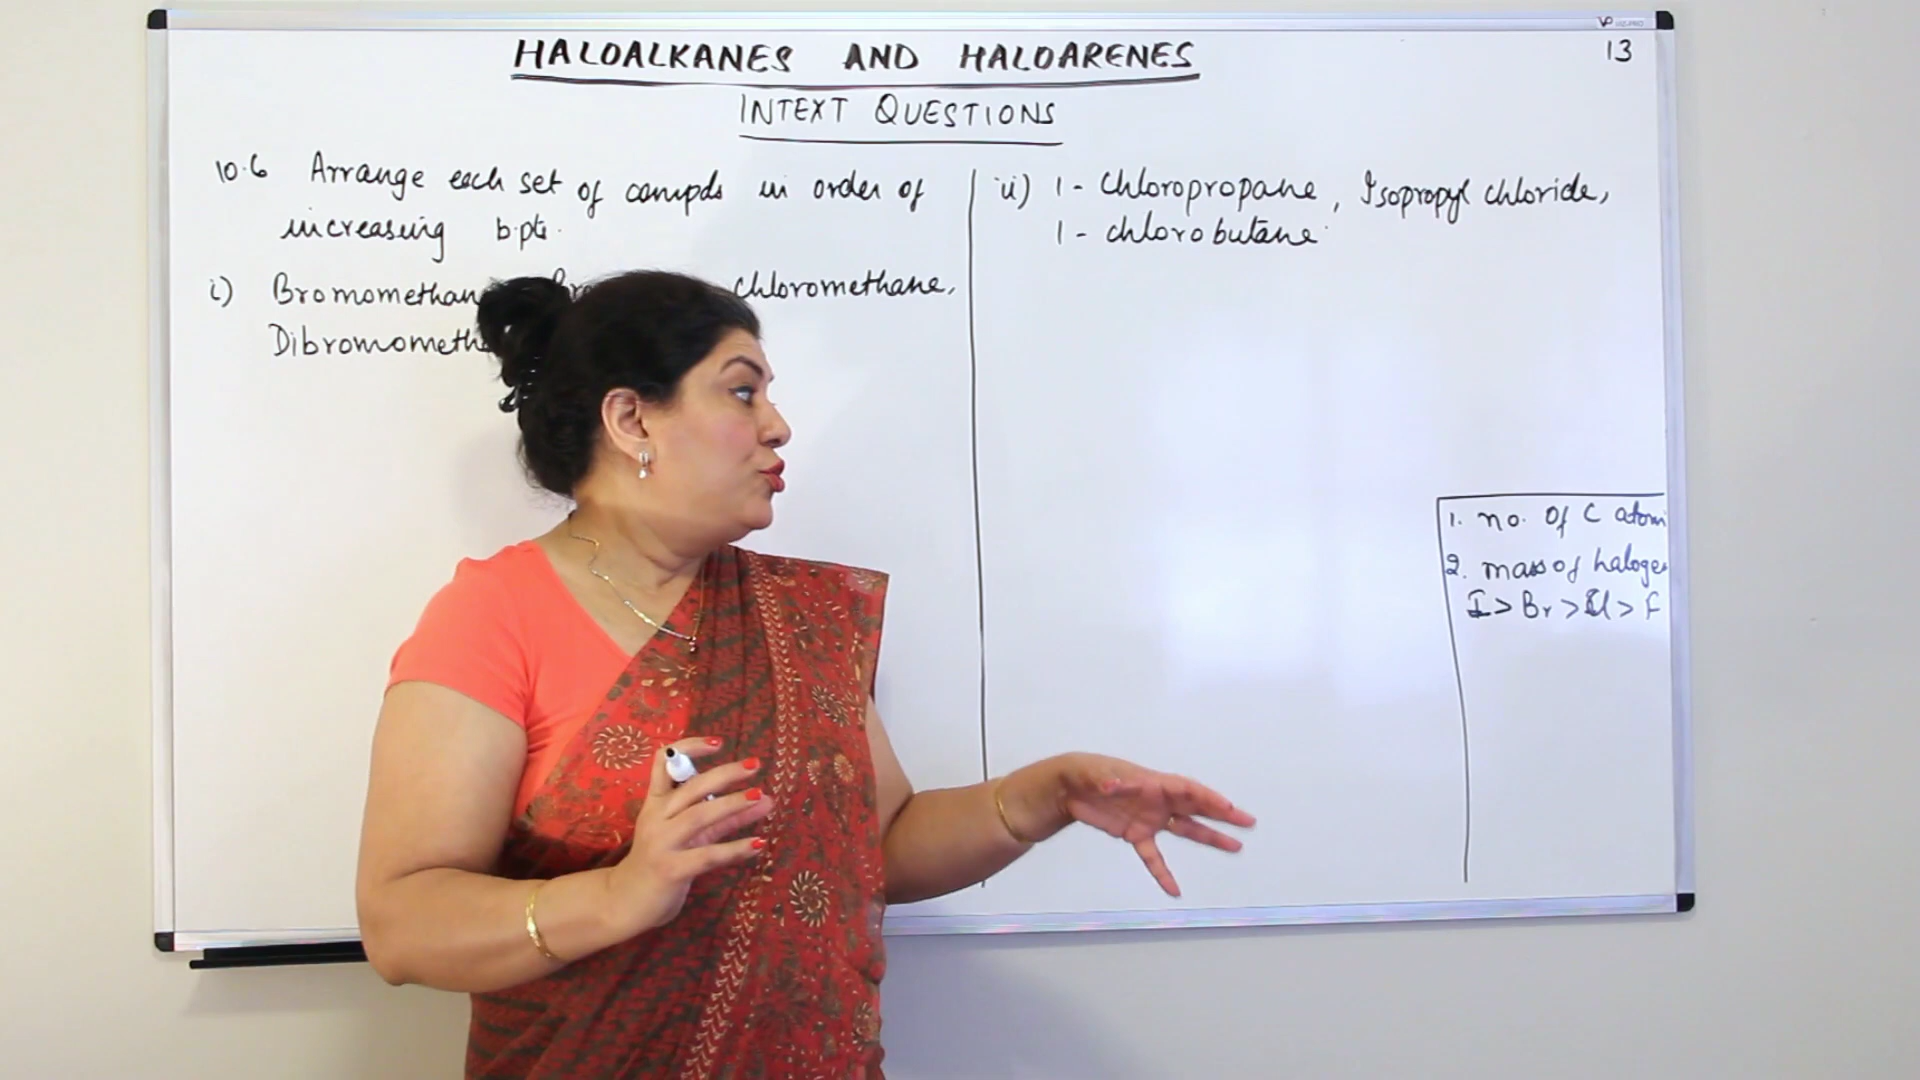 HALOALKANES AND HALOARENES
13
INTEXT QUESTIONS
10.6 Arrange each set of compds in order of
increasing b.pts.
i) Bromomethan chloromethane,
Dibromometh
ii) 1-Chloropropane, Isopropyl chloride,
1-chlorobutane.
1. no. of C atom
2. mass of haloge
I > Br > Cl > F